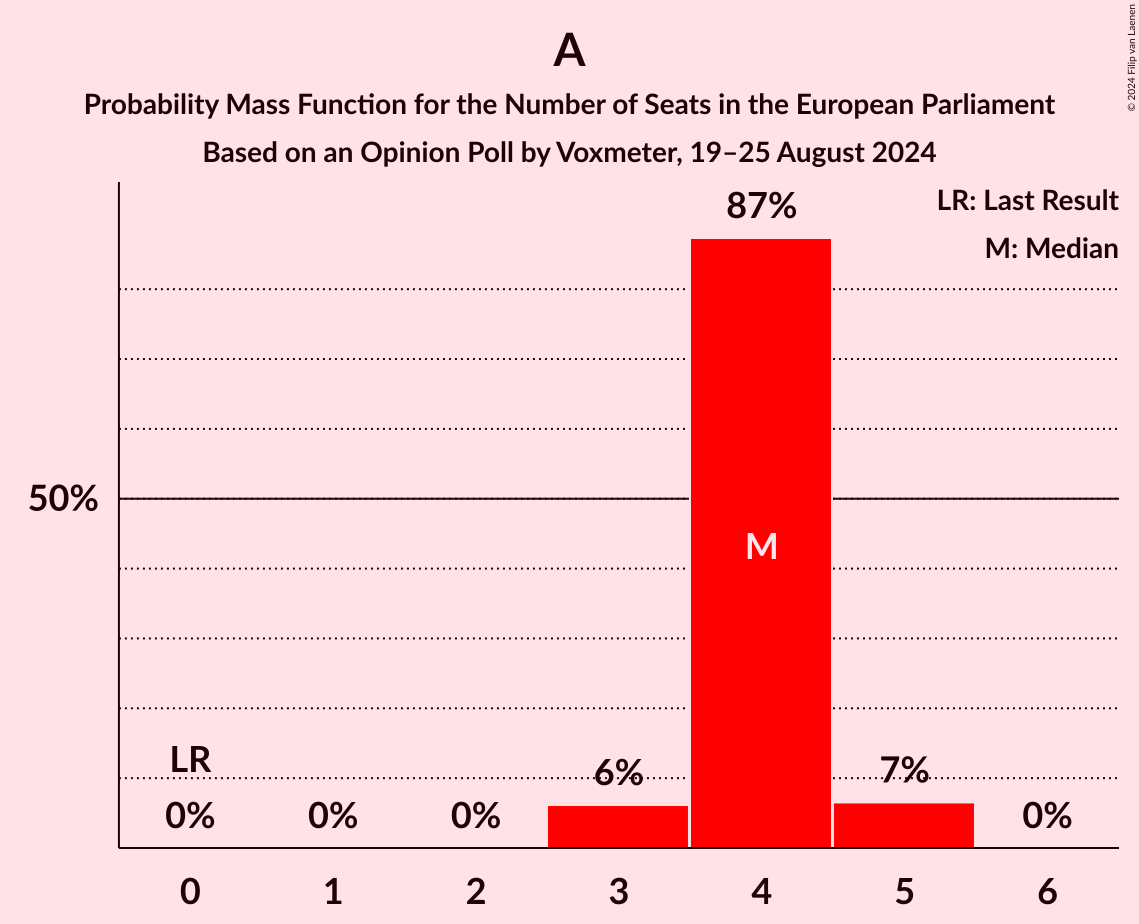 A
Probability Mass Function for the Number of Seats in the European Parliament
Based on an Opinion Poll by Voxmeter, 19–25 August 2024
© 2024 Filip van Laenen
LR: Last Result
M: Median
87%
50%
M
LR
0%
0%
0%
6%
7%
0%
0
1
2
3
4
5
6